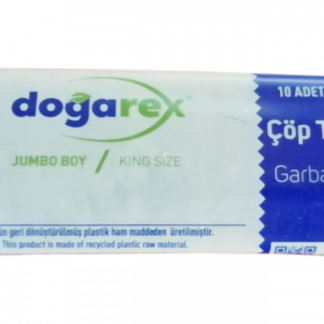 10 ADET
dogarex
Çöp T
JUMBO BOY / KING SIZE
Garba
ün geri dönüştürülmüş plastik ham maddeden üretilmiştir.
This product is made of recycled plastic raw material.